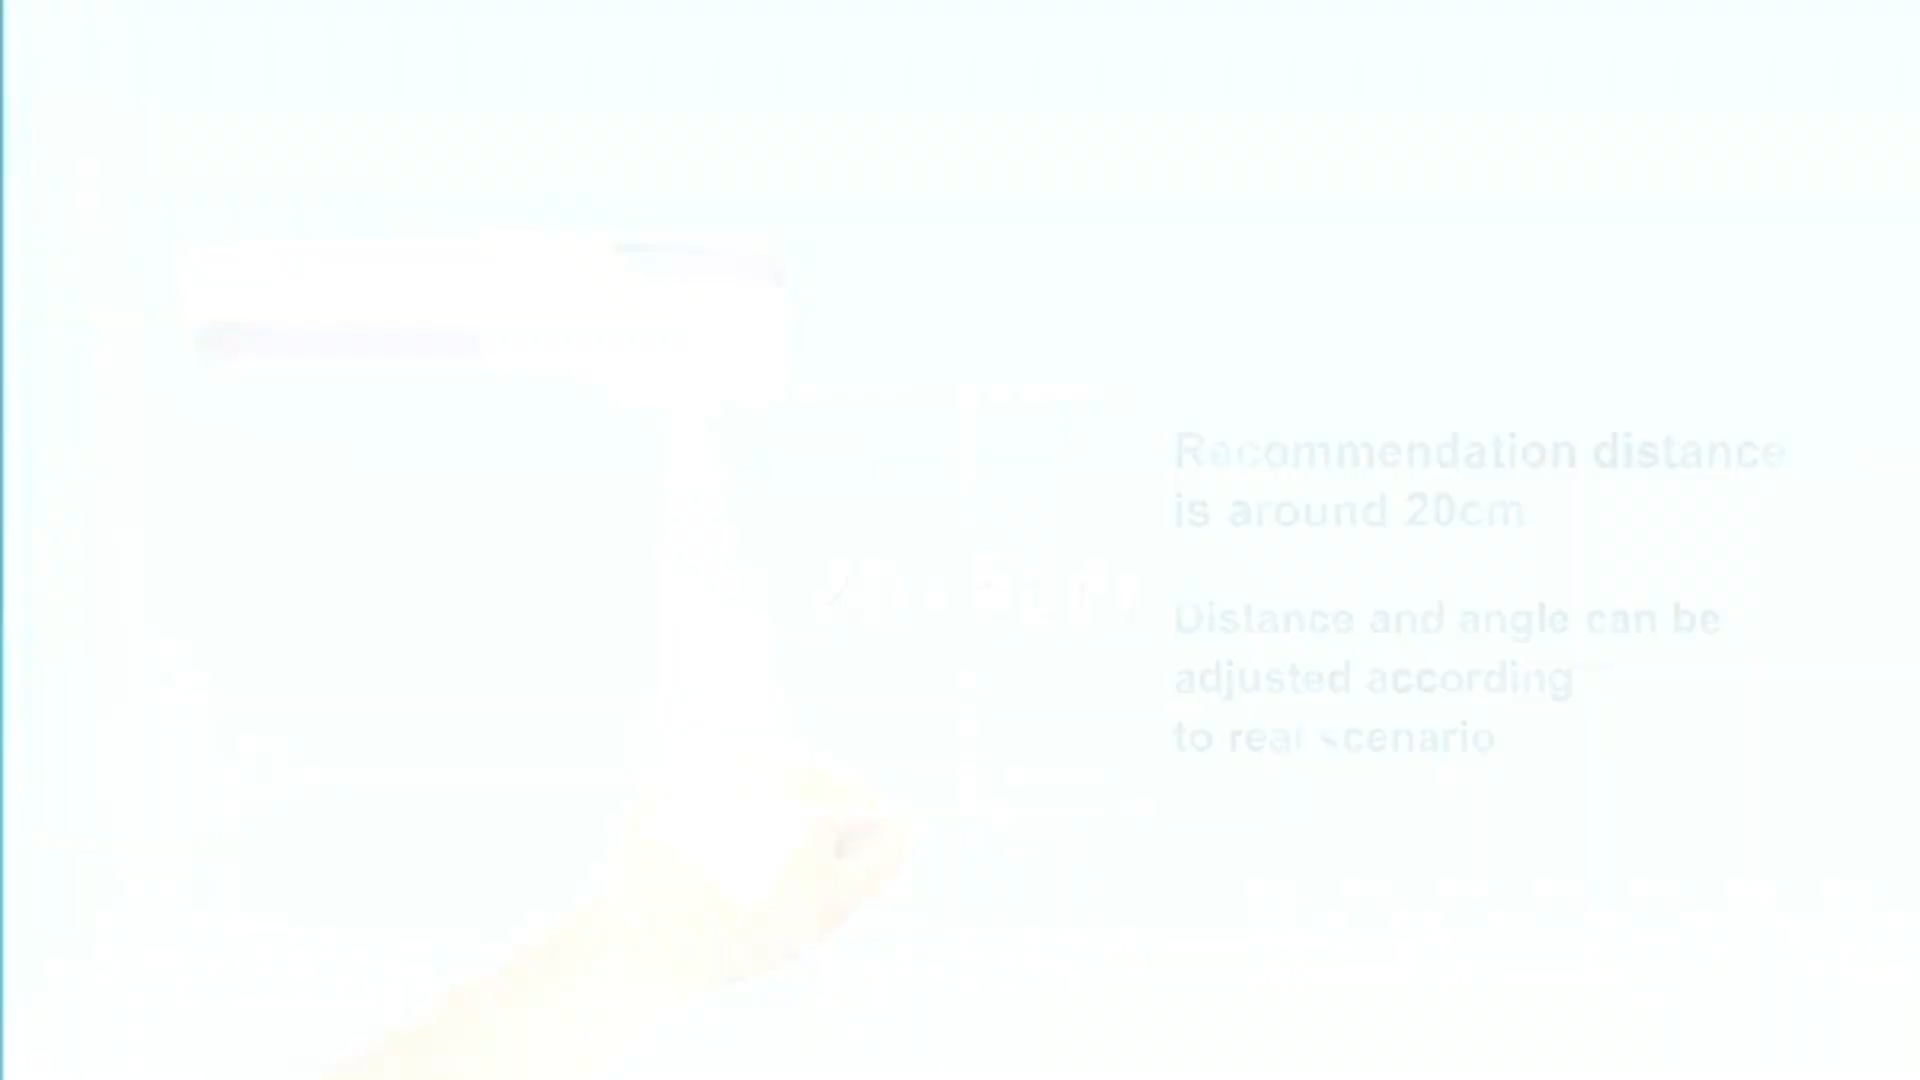 Recommendation distance
is around 20cm
Distance and angle can be
adjusted according
to real scenario